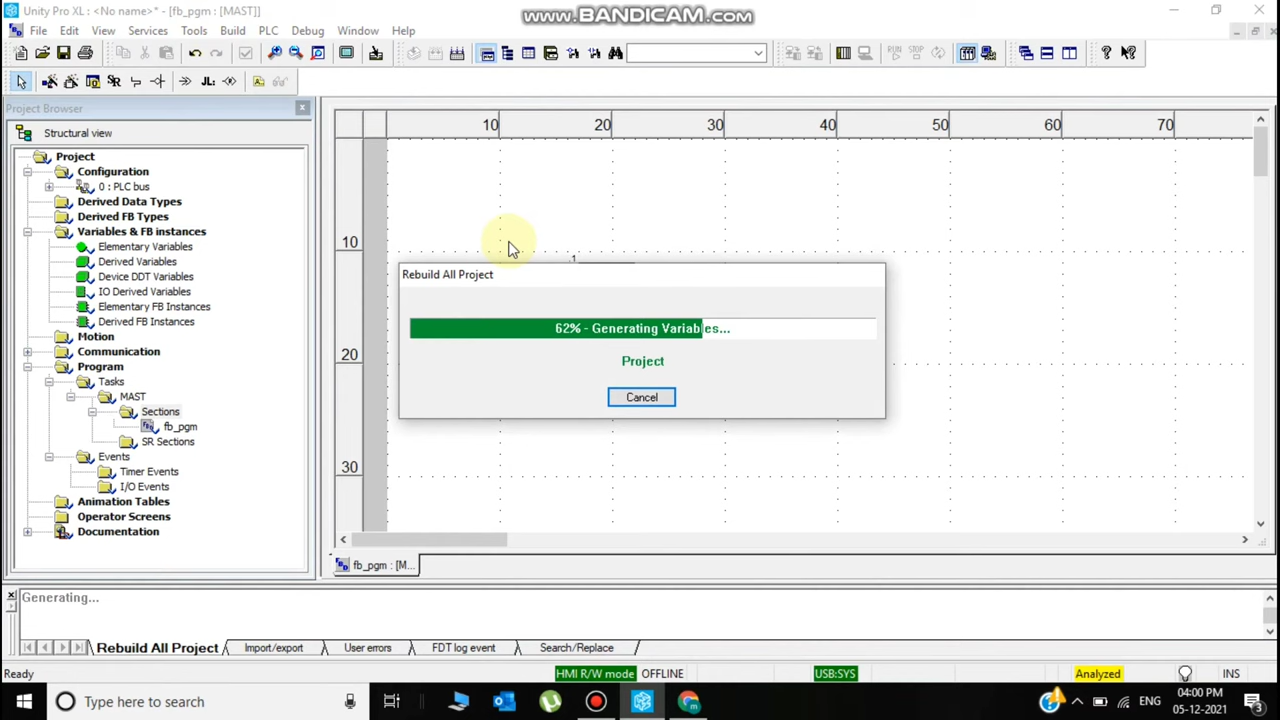 Unity Pro XL : <No name>* - [fb_pgm : [MAST]]
www.BANDICAM.com
File Edit View Services Tools Build PLC Debug Window Help
Project Browser
Structural view
Project
Configuration
0 : PLC bus
Derived Data Types
Derived FB Types
Variables & FB instances
Elementary Variables
Derived Variables
Device DDT Variables
IO Derived Variables
Elementary FB Instances
Derived FB Instances
Motion
Communication
Program
Tasks
MAST
Sections
fb_pgm
SR Sections
Events
Timer Events
I/O Events
Animation Tables
Operator Screens
Documentation
10 20 30 40 50 60 70
10
20
30
1
Rebuild All Project
62% - Generating Variables...
Project
Cancel
fb_pgm : [M...
Generating...
Rebuild All Project Import/export User errors FDT log event Search/Replace
Ready HMI R/W mode OFFLINE USB:SYS Analyzed INS
Type here to search
ENG
04:00 PM
05-12-2021
3